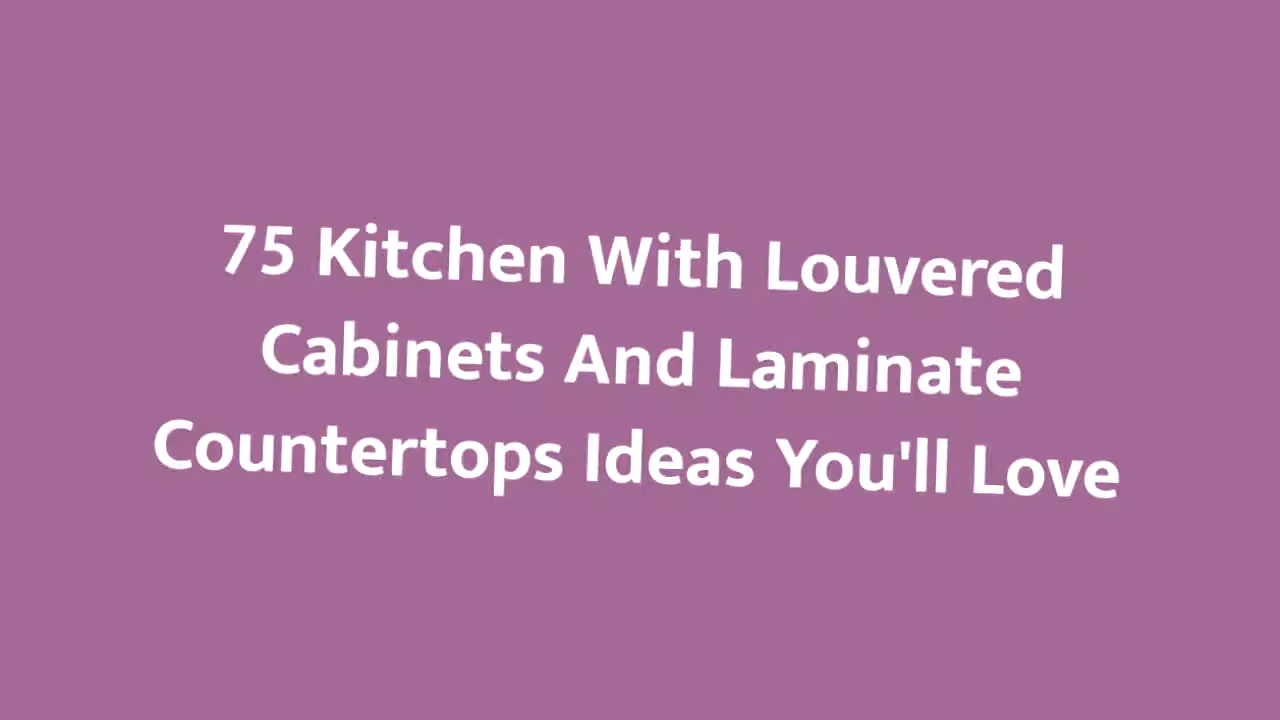 75 Kitchen With Louvered
Cabinets And Laminate
Countertops Ideas You'll Love